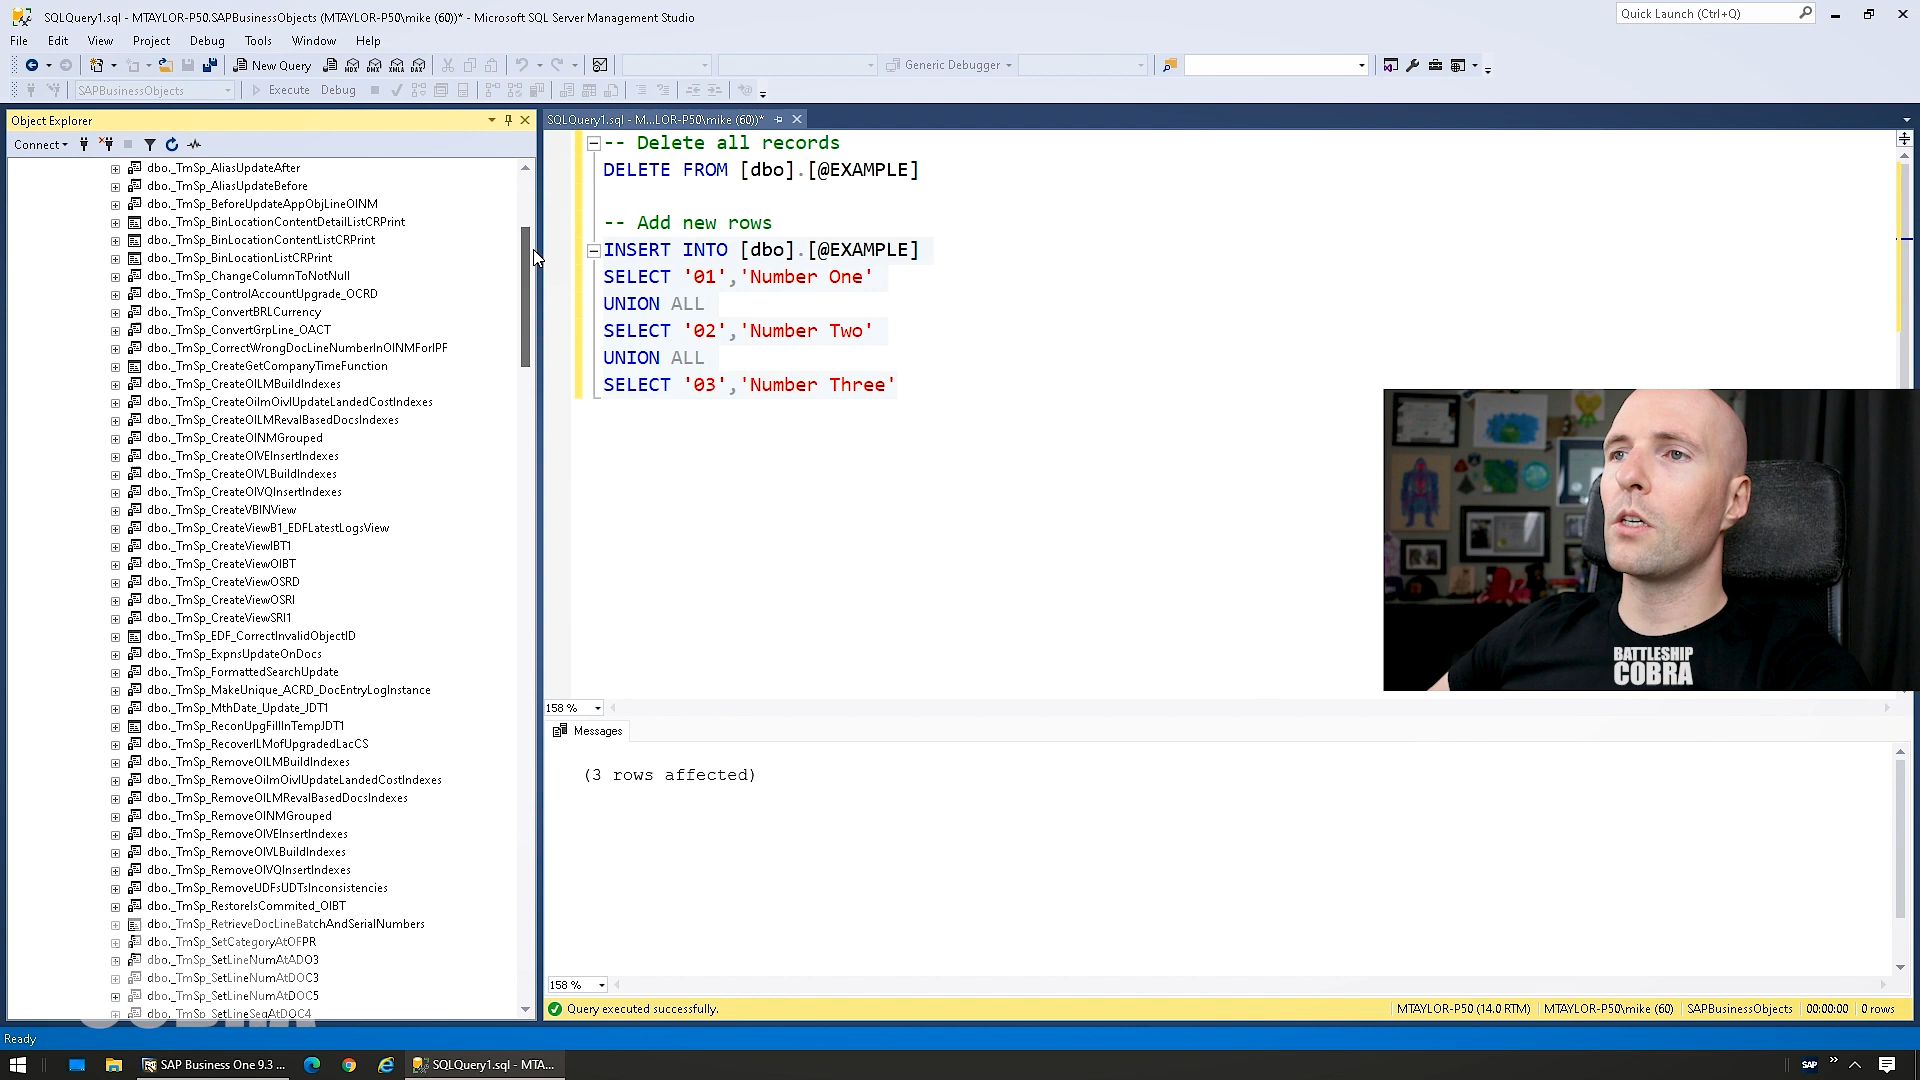 SQLQuery1.sql - MTAYLOR-P50.SAPBusinessObjects (MTAYLOR-P50\mike (60))* - Microsoft SQL Server Management Studio
Quick Launch (Ctrl+Q)
File Edit View Project Debug Tools Window Help
New Query MDX DMX XMLA DAX Generic Debugger
SAPBusinessObjects Execute Debug
Object Explorer
Connect
dbo._TmSp_AliasUpdateAfter
dbo._TmSp_AliasUpdateBefore
dbo._TmSp_BeforeUpdateAppObjLineOINM
dbo._TmSp_BinLocationContentDetailListCRPrint
dbo._TmSp_BinLocationContentListCRPrint
dbo._TmSp_BinLocationListCRPrint
dbo._TmSp_ChangeColumnToNotNull
dbo._TmSp_ControlAccountUpgrade_OCRD
dbo._TmSp_ConvertBRLCurrency
dbo._TmSp_ConvertGrpLine_OACT
dbo._TmSp_CorrectWrongDocLineNumberInOINMForIPF
dbo._TmSp_CreateGetCompanyTimeFunction
dbo._TmSp_CreateOILMBuildIndexes
dbo._TmSp_CreateOilmOivlUpdateLandedCostIndexes
dbo._TmSp_CreateOILMRevalBasedDocsIndexes
dbo._TmSp_CreateOINMGrouped
dbo._TmSp_CreateOIVEInsertIndexes
dbo._TmSp_CreateOIVLBuildIndexes
dbo._TmSp_CreateOIVQInsertIndexes
dbo._TmSp_CreateVBINView
dbo._TmSp_CreateViewB1_EDFLatestLogsView
dbo._TmSp_CreateViewIBT1
dbo._TmSp_CreateViewOIBT
dbo._TmSp_CreateViewOSRD
dbo._TmSp_CreateViewOSRI
dbo._TmSp_CreateViewSRI1
dbo._TmSp_EDF_CorrectInvalidObjectID
dbo._TmSp_ExpnsUpdateOnDocs
dbo._TmSp_FormattedSearchUpdate
dbo._TmSp_MakeUnique_ACRD_DocEntryLogInstance
dbo._TmSp_MthDate_Update_JDT1
dbo._TmSp_ReconUpgFillInTempJDT1
dbo._TmSp_RecoverILMofUpgradedLacCS
dbo._TmSp_RemoveOILMBuildIndexes
dbo._TmSp_RemoveOilmOivlUpdateLandedCostIndexes
dbo._TmSp_RemoveOILMRevalBasedDocsIndexes
dbo._TmSp_RemoveOINMGrouped
dbo._TmSp_RemoveOIVEInsertIndexes
dbo._TmSp_RemoveOIVLBuildIndexes
dbo._TmSp_RemoveOIVQInsertIndexes
dbo._TmSp_RemoveUDFsUDTsInconsistencies
dbo._TmSp_RestoreIsCommited_OIBT
dbo._TmSp_RetrieveDocLineBatchAndSerialNumbers
dbo._TmSp_SetCategoryAtOFPR
dbo._TmSp_SetLineNumAtADO3
dbo._TmSp_SetLineNumAtDOC3
dbo._TmSp_SetLineNumAtDOC5
dbo._TmSp_SetLineSeqAtDOC4
SQLQuery1.sql - M...LOR-P50\mike (60))*
-- Delete all records
DELETE FROM [dbo].[@EXAMPLE]
-- Add new rows
INSERT INTO [dbo].[@EXAMPLE]
SELECT '01','Number One'
UNION ALL
SELECT '02','Number Two'
UNION ALL
SELECT '03','Number Three'
BATTLESHIP
COBRA
158 %
Messages
(3 rows affected)
158 %
Query executed successfully. MTAYLOR-P50 (14.0 RTM) MTAYLOR-P50\mike (60) SAPBusinessObjects 00:00:00 0 rows
Ready
SAP Business One 9.3 ... SQLQuery1.sql - MTA... SAP